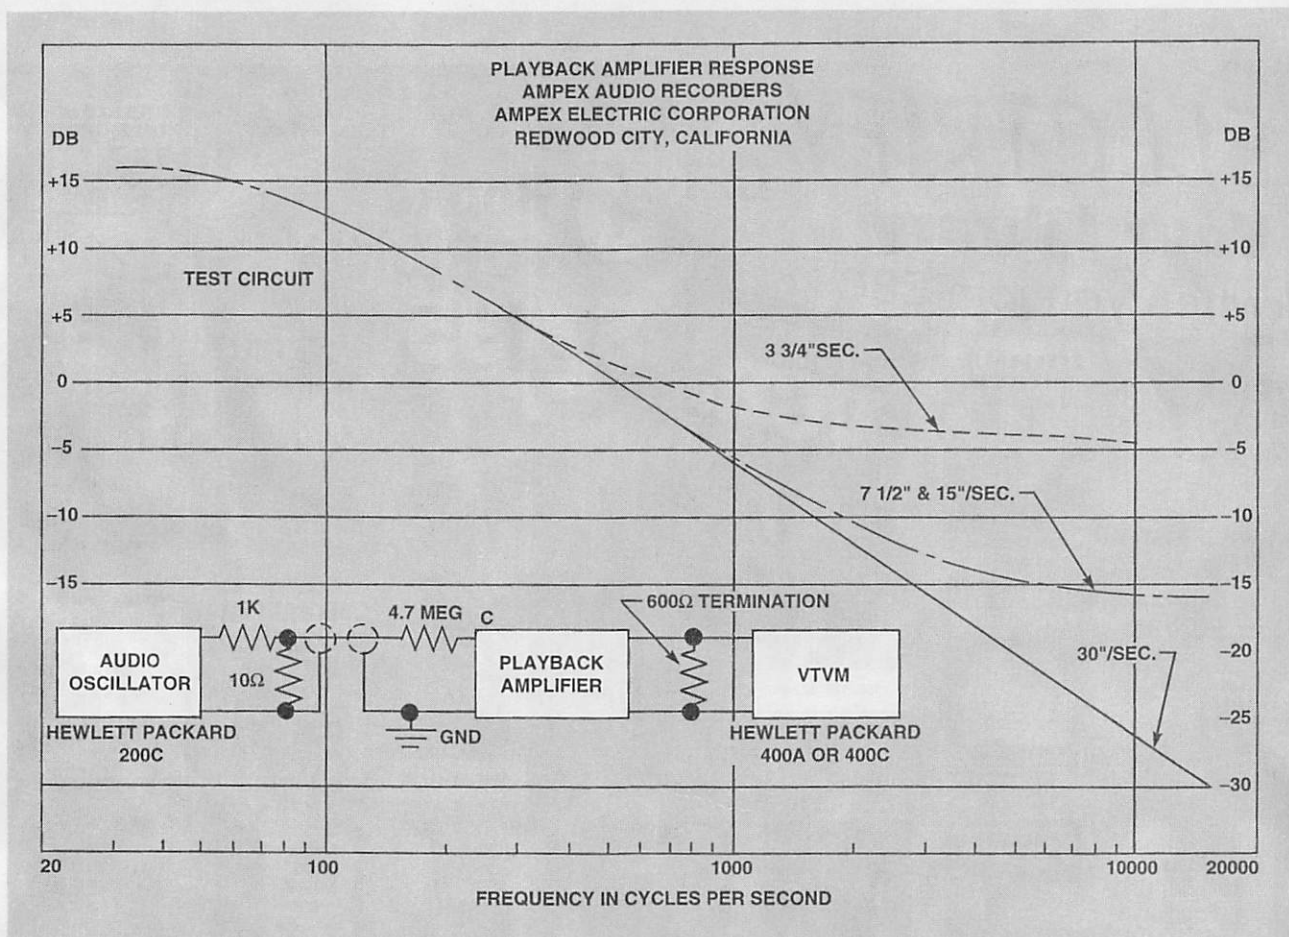 PLAYBACK AMPLIFIER RESPONSE
AMPEX AUDIO RECORDERS
AMPEX ELECTRIC CORPORATION
REDWOOD CITY, CALIFORNIA
DB
DB
+15
+15
+10
+10
TEST CIRCUIT
+5
+5
3 3/4"SEC.
0
0
−5
−5
7 1/2" & 15"/SEC.
−10
−10
−15
−15
1K
4.7 MEG
C
600Ω TERMINATION
AUDIO
OSCILLATOR
10Ω
PLAYBACK
AMPLIFIER
VTVM
30"/SEC.
−20
−25
HEWLETT PACKARD
200C
GND
HEWLETT PACKARD
400A OR 400C
−30
20
100
1000
10000
20000
FREQUENCY IN CYCLES PER SECOND